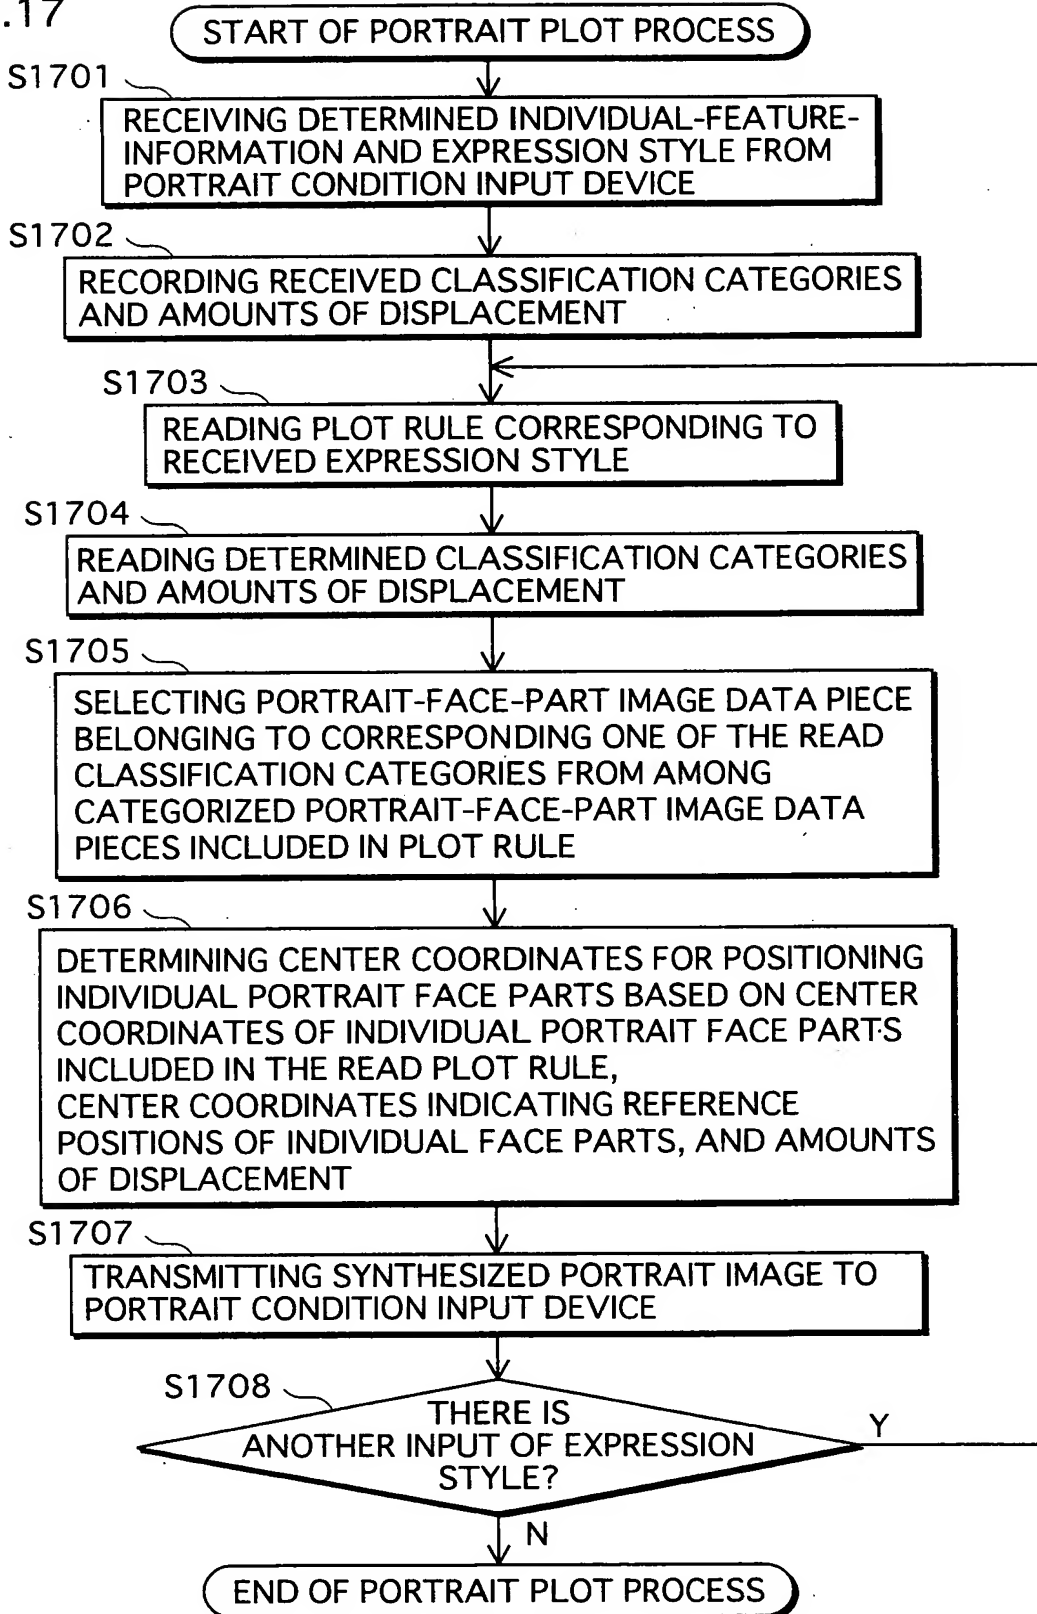 .17
START OF PORTRAIT PLOT PROCESS
S1701
RECEIVING DETERMINED INDIVIDUAL-FEATURE-
INFORMATION AND EXPRESSION STYLE FROM
PORTRAIT CONDITION INPUT DEVICE
S1702
RECORDING RECEIVED CLASSIFICATION CATEGORIES
AND AMOUNTS OF DISPLACEMENT
S1703
READING PLOT RULE CORRESPONDING TO
RECEIVED EXPRESSION STYLE
S1704
READING DETERMINED CLASSIFICATION CATEGORIES
AND AMOUNTS OF DISPLACEMENT
S1705
SELECTING PORTRAIT-FACE-PART IMAGE DATA PIECE
BELONGING TO CORRESPONDING ONE OF THE READ
CLASSIFICATION CATEGORIES FROM AMONG
CATEGORIZED PORTRAIT-FACE-PART IMAGE DATA
PIECES INCLUDED IN PLOT RULE
S1706
DETERMINING CENTER COORDINATES FOR POSITIONING
INDIVIDUAL PORTRAIT FACE PARTS BASED ON CENTER
COORDINATES OF INDIVIDUAL PORTRAIT FACE PARTS
INCLUDED IN THE READ PLOT RULE,
CENTER COORDINATES INDICATING REFERENCE
POSITIONS OF INDIVIDUAL FACE PARTS, AND AMOUNTS
OF DISPLACEMENT
S1707
TRANSMITTING SYNTHESIZED PORTRAIT IMAGE TO
PORTRAIT CONDITION INPUT DEVICE
S1708
THERE IS
ANOTHER INPUT OF EXPRESSION
STYLE?
Y
N
END OF PORTRAIT PLOT PROCESS